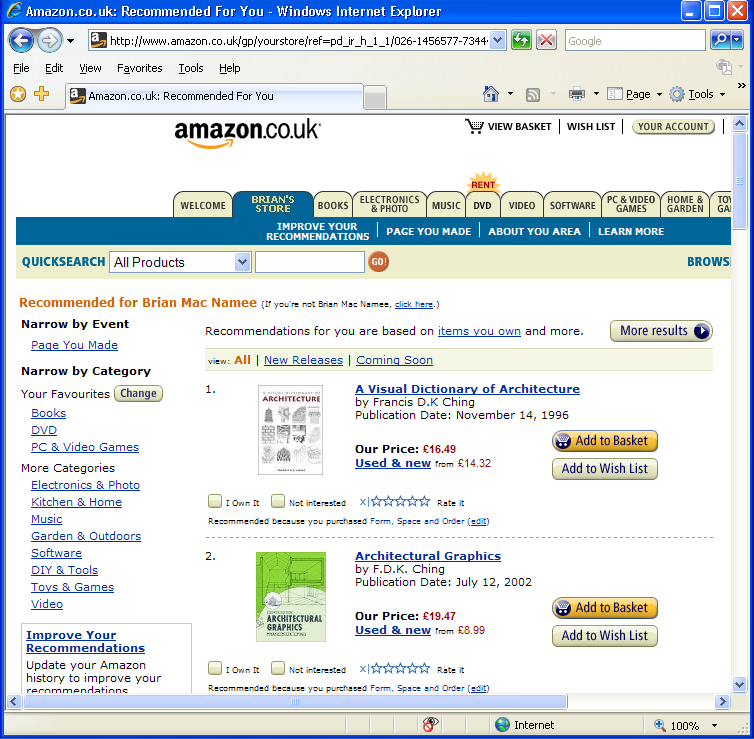 Amazon.co.uk: Recommended For You - Windows Internet Explorer
http://www.amazon.co.uk/gp/yourstore/ref=pd_ir_h_1_1/026-1456577-7344
Google
File Edit View Favorites Tools Help
Amazon.co.uk: Recommended For You
Page Tools »
amazon.co.uk
VIEW BASKET | WISH LIST | YOUR ACCOUNT |
RENT
WELCOME BRIAN'S STORE BOOKS ELECTRONICS & PHOTO MUSIC DVD VIDEO SOFTWARE PC & VIDEO GAMES HOME & GARDEN TOY GA
IMPROVE YOUR RECOMMENDATIONS | PAGE YOU MADE | ABOUT YOU AREA | LEARN MORE
QUICKSEARCH All Products GO! BROWS
Recommended for Brian Mac Namee (If you're not Brian Mac Namee, click here.)
Narrow by Event
Page You Made
Narrow by Category
Your Favourites Change
Books
DVD
PC & Video Games
More Categories
Electronics & Photo
Kitchen & Home
Music
Garden & Outdoors
Software
DIY & Tools
Toys & Games
Video
Improve Your
Recommendations
Update your Amazon
history to improve your
recommendations
Recommendations for you are based on items you own and more. More results
view: All | New Releases | Coming Soon
1.
A VISUAL DICTIONARY OF
ARCHITECTURE
A Visual Dictionary of Architecture
by Francis D.K Ching
Publication Date: November 14, 1996
Our Price: £16.49
Used & new from £14.32
Add to Basket
Add to Wish List
I Own It Not interested x| Rate it
Recommended because you purchased Form, Space and Order (edit)
2.
ARCHITECTURAL
GRAPHICS
Architectural Graphics
by F.D.K. Ching
Publication Date: July 12, 2002
Our Price: £19.47
Used & new from £8.99
Add to Basket
Add to Wish List
I Own It Not interested x| Rate it
Recommended because you purchased Form, Space and Order (edit)
Internet 100%